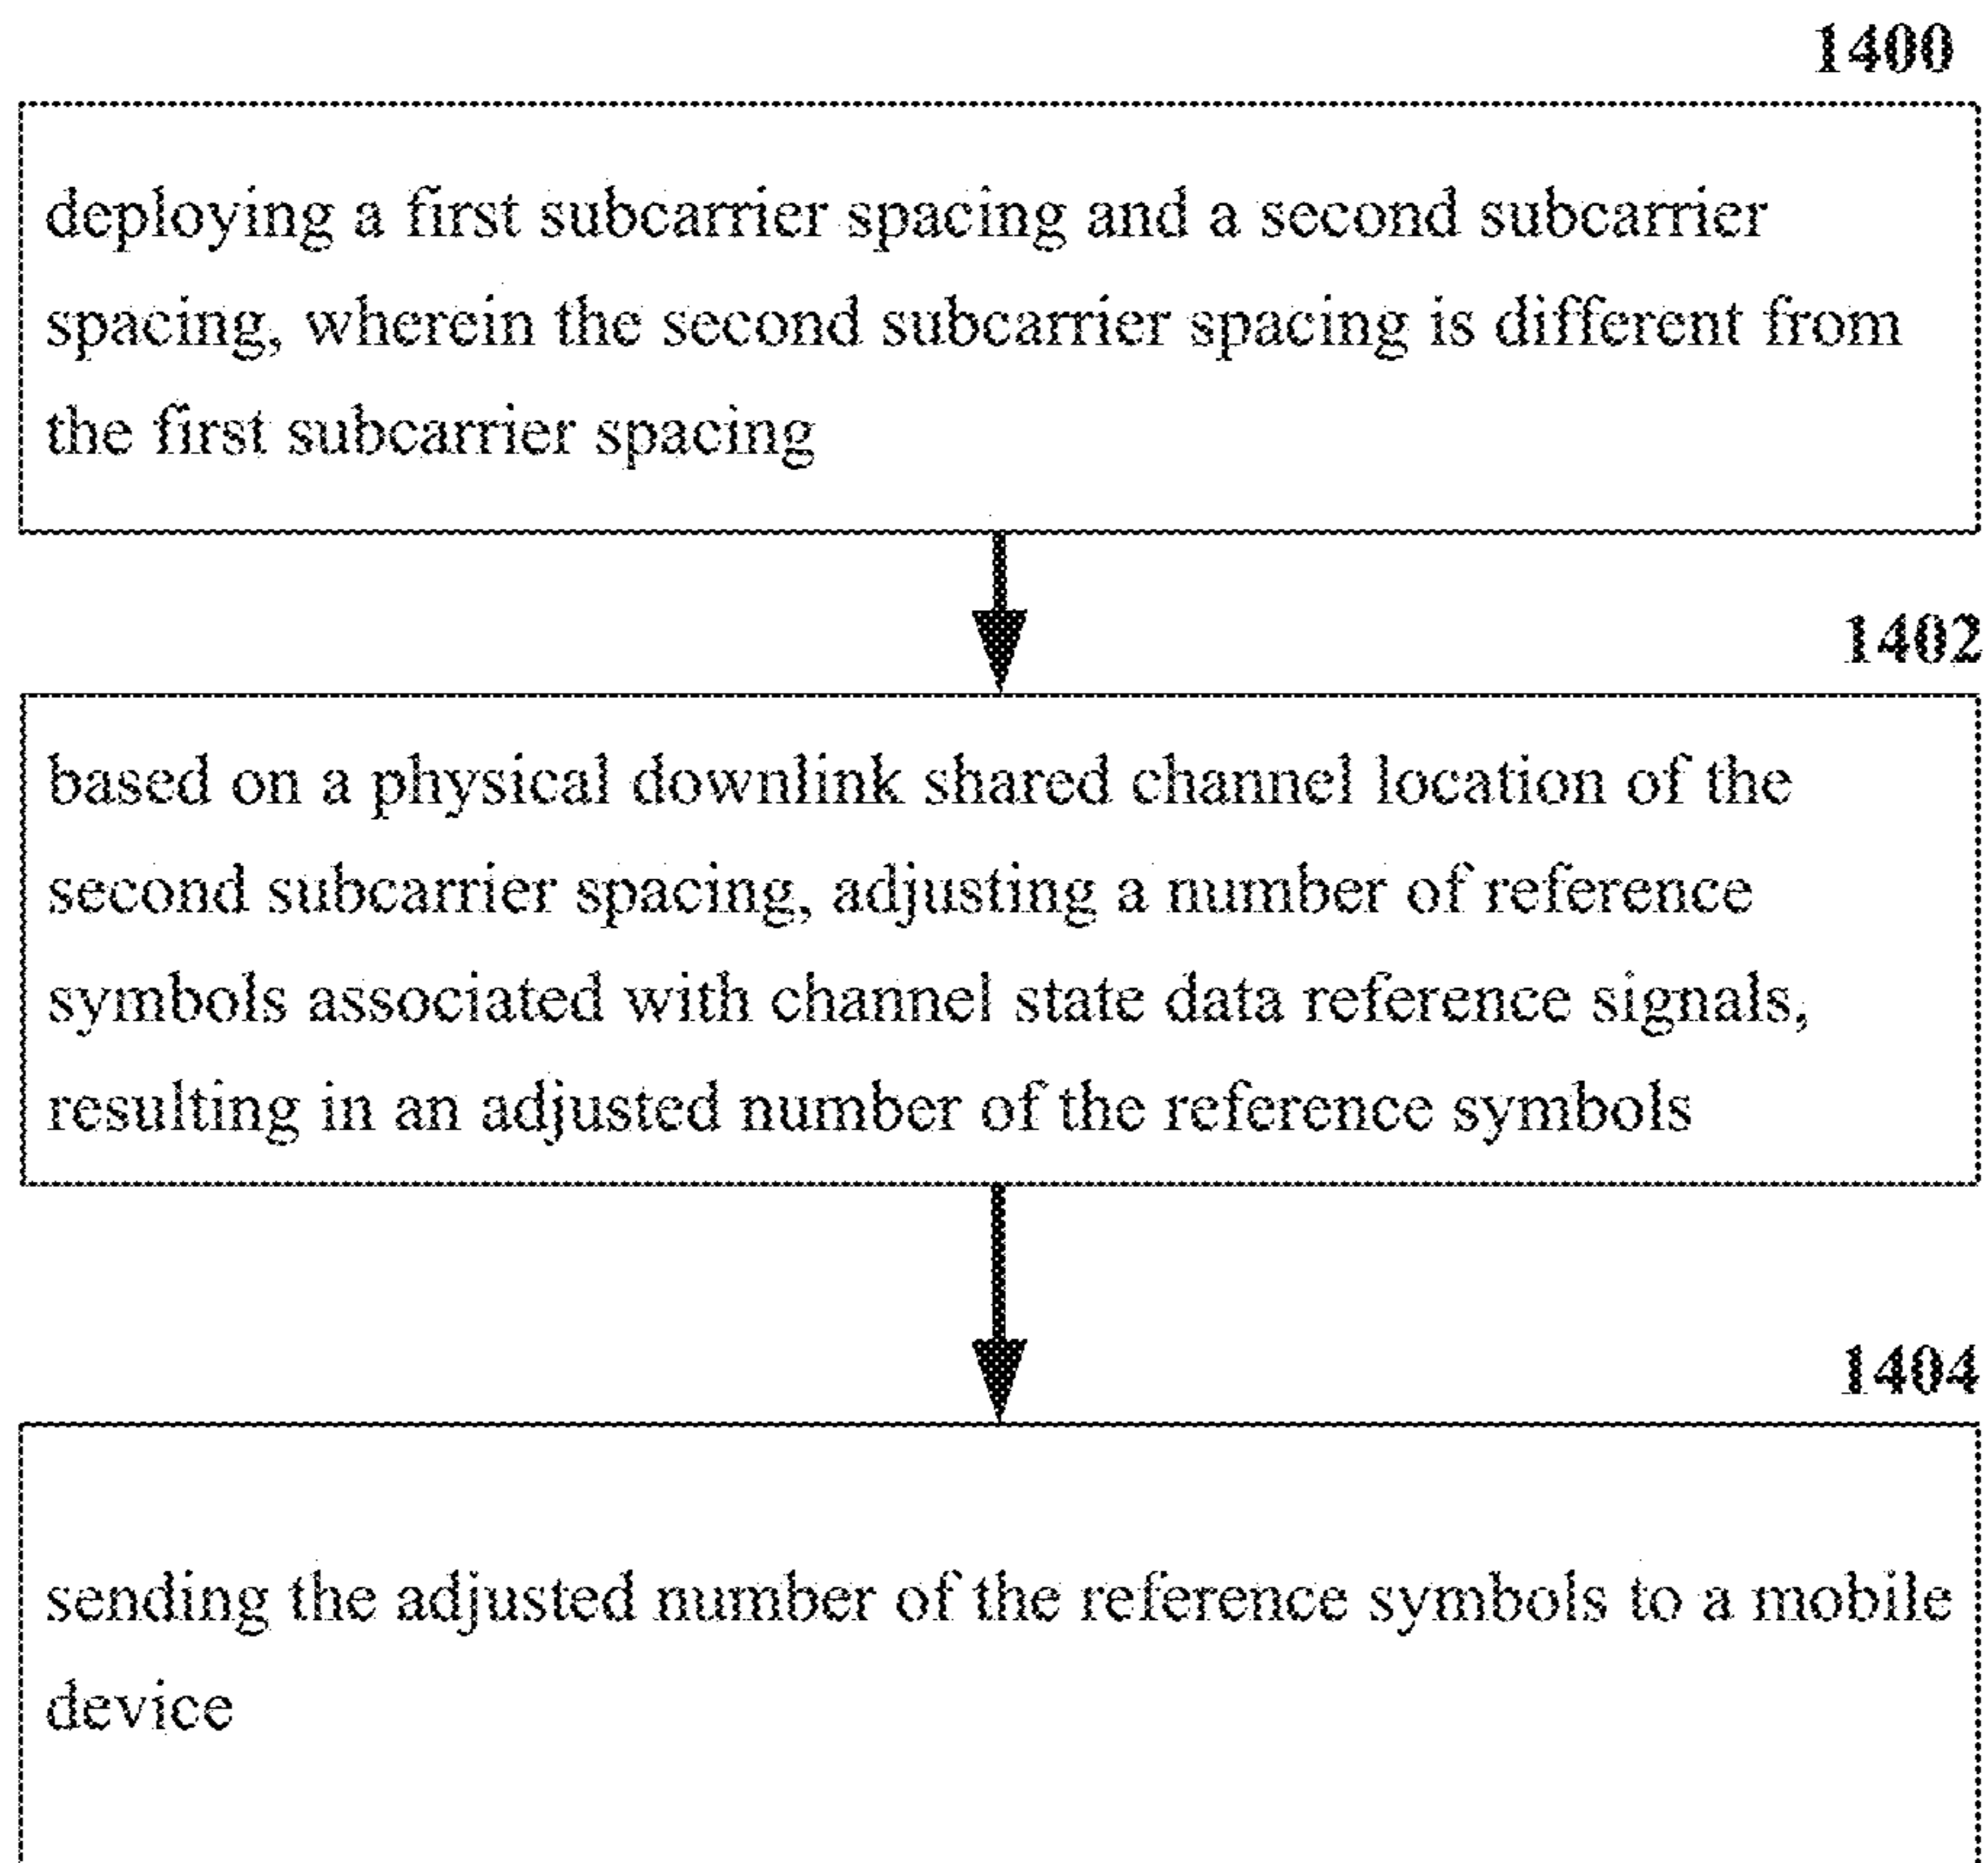 1400
deploying a first subcarrier spacing and a second subcarrier
spacing, wherein the second subcarrier spacing is different from
the first subcarrier spacing
1402
based on a physical downlink shared channel location of the
second subcarrier spacing, adjusting a number of reference
symbols associated with channel state data reference signals,
resulting in an adjusted number of the reference symbols
1404
sending the adjusted number of the reference symbols to a mobile
device